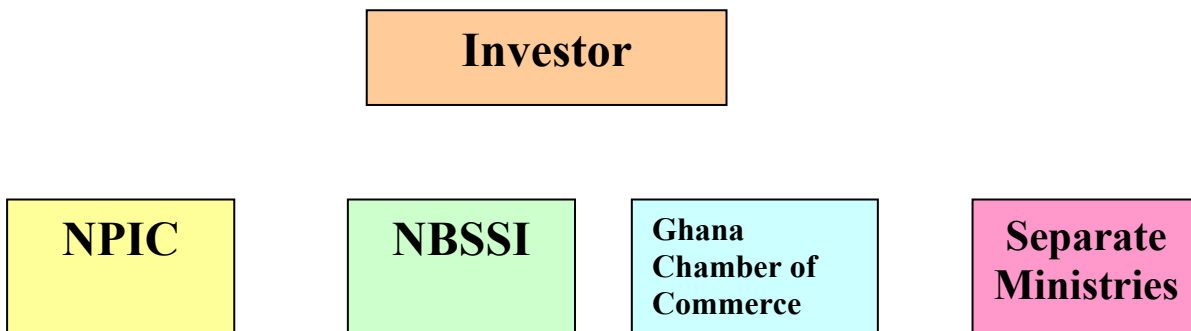 Investor
NPIC
NBSSI
Ghana
Chamber of
Commerce
Separate
Ministries